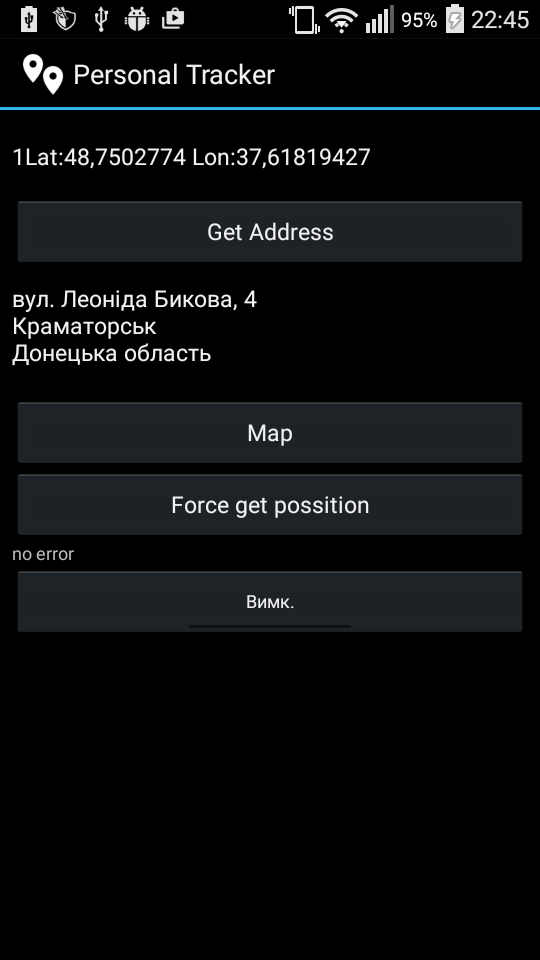 95% 22:45
Personal Tracker
1Lat:48,7502774 Lon:37,61819427
Get Address
вул. Леоніда Бикова, 4
Краматорськ
Донецька область
Map
Force get possition
no error
Вимк.